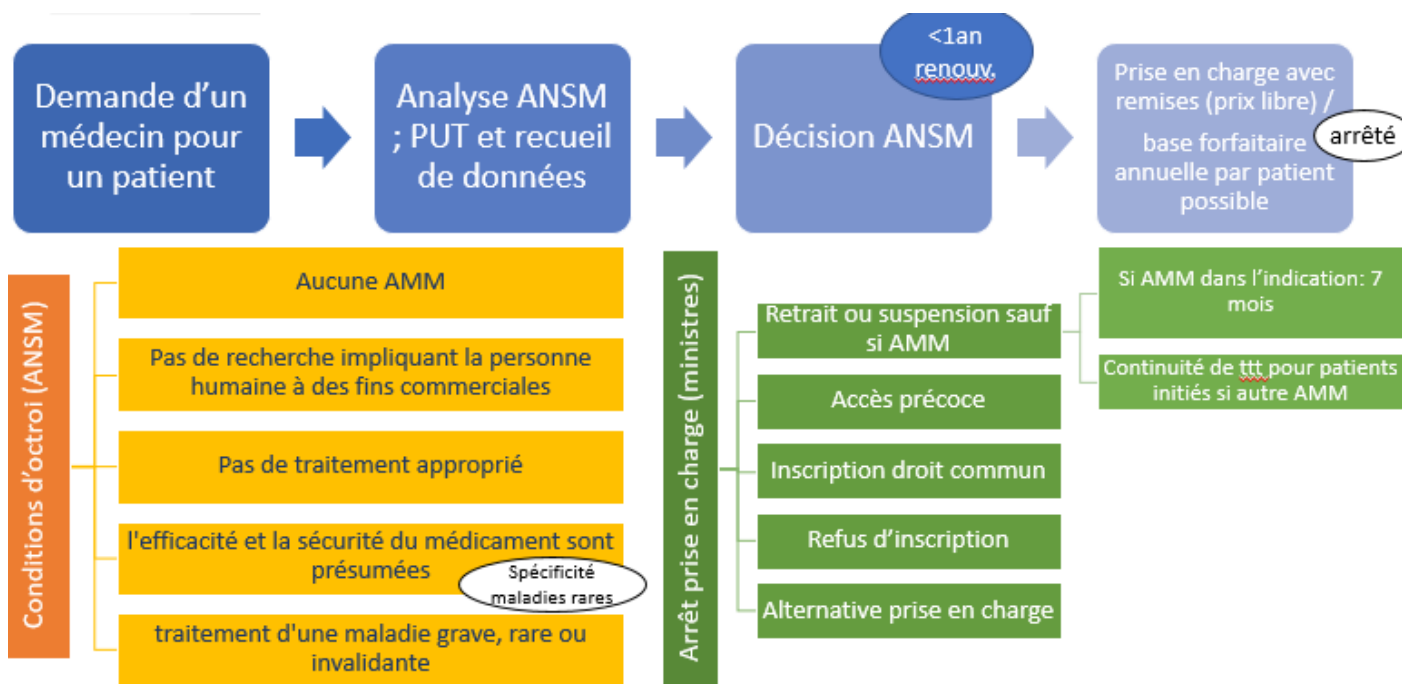 Demande d’un
médecin pour
un patient
Analyse ANSM
; PUT et recueil
de données
<1an
renouv.
Décision ANSM
Prise en charge avec
remises (prix libre) /
base forfaitaire
annuelle par patient
possible
arrêté
Conditions d’octroi (ANSM)
Aucune AMM
Pas de recherche impliquant la personne
humaine à des fins commerciales
Pas de traitement approprié
l'efficacité et la sécurité du médicament sont
présumées
Spécificité
maladies rares
traitement d'une maladie grave, rare ou
invalidante
Arrêt prise en charge (ministres)
Retrait ou suspension sauf
si AMM
Accès précoce
Inscription droit commun
Refus d’inscription
Alternative prise en charge
Si AMM dans l’indication: 7
mois
Continuité de ttt pour patients
initiés si autre AMM